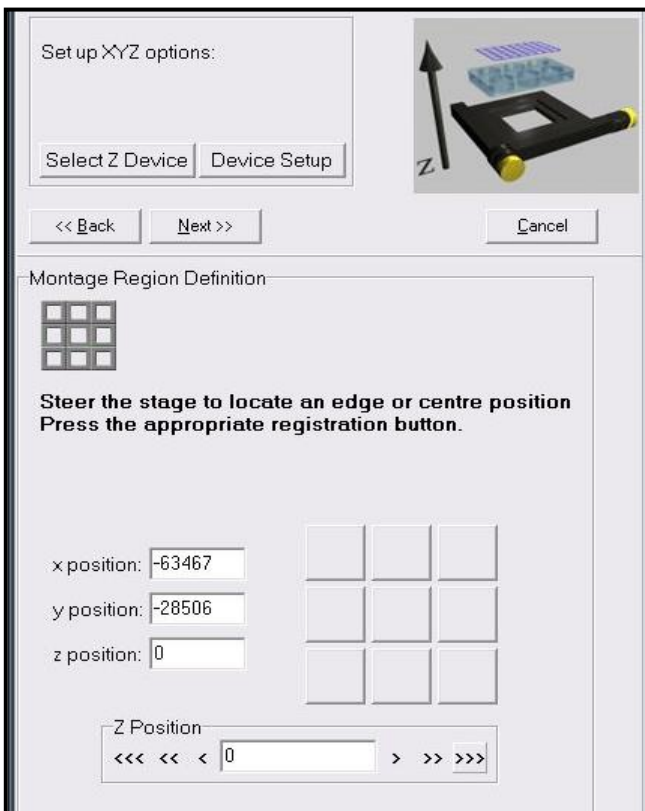 Set up XYZ options:
Select Z Device
Device Setup
Z
<< Back
Next >>
Cancel
Montage Region Definition
Steer the stage to locate an edge or centre position
Press the appropriate registration button.
x position: -63467
y position: -28506
z position: 0
Z Position
<<< << < 0 > >> >>>